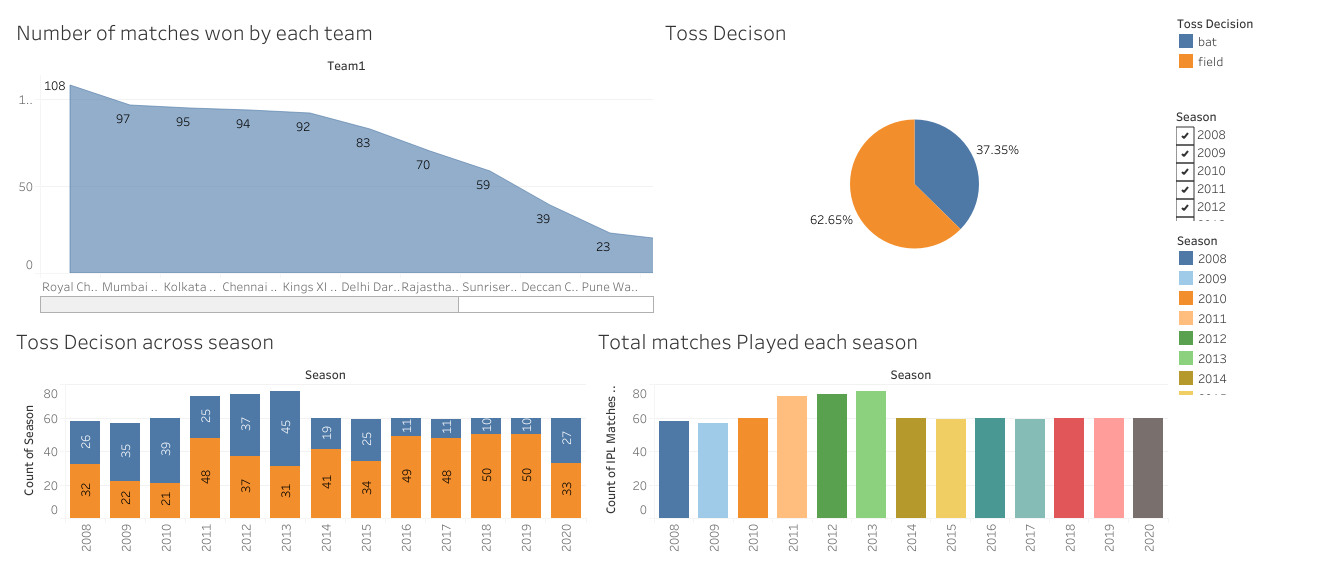 Number of matches won by each team
Team1
108
97
95
94
92
83
70
59
39
23
1..
50
0
Royal Ch.. Mumbai .. Kolkata .. Chennai .. Kings XI .. Delhi Dar.. Rajastha.. Sunriser.. Deccan C.. Pune Wa..
Toss Decison
37.35%
62.65%
Toss Decision
bat
field
Season
2008
2009
2010
2011
2012
Season
2008
2009
2010
2011
2012
2013
2014
Toss Decison across season
Season
Count of Season
80
60
40
20
0
26 35 39 25 37 45 19 25 11 11 10 10 27
32 22 21 48 37 31 41 34 49 48 50 50 33
2008 2009 2010 2011 2012 2013 2014 2015 2016 2017 2018 2019 2020
Total matches Played each season
Season
Count of IPL Matches ..
80
60
40
20
0
2008 2009 2010 2011 2012 2013 2014 2015 2016 2017 2018 2019 2020